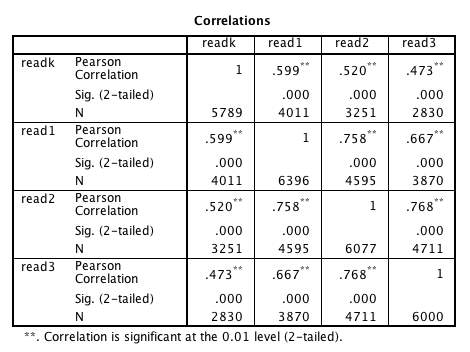 Correlations
readk read1 read2 read3
readk Pearson Correlation 1 .599** .520** .473**
Sig. (2-tailed) .000 .000 .000
N 5789 4011 3251 2830
read1 Pearson Correlation .599** 1 .758** .667**
Sig. (2-tailed) .000 .000 .000
N 4011 6396 4595 3870
read2 Pearson Correlation .520** .758** 1 .768**
Sig. (2-tailed) .000 .000 .000
N 3251 4595 6077 4711
read3 Pearson Correlation .473** .667** .768** 1
Sig. (2-tailed) .000 .000 .000
N 2830 3870 4711 6000
**. Correlation is significant at the 0.01 level (2-tailed).